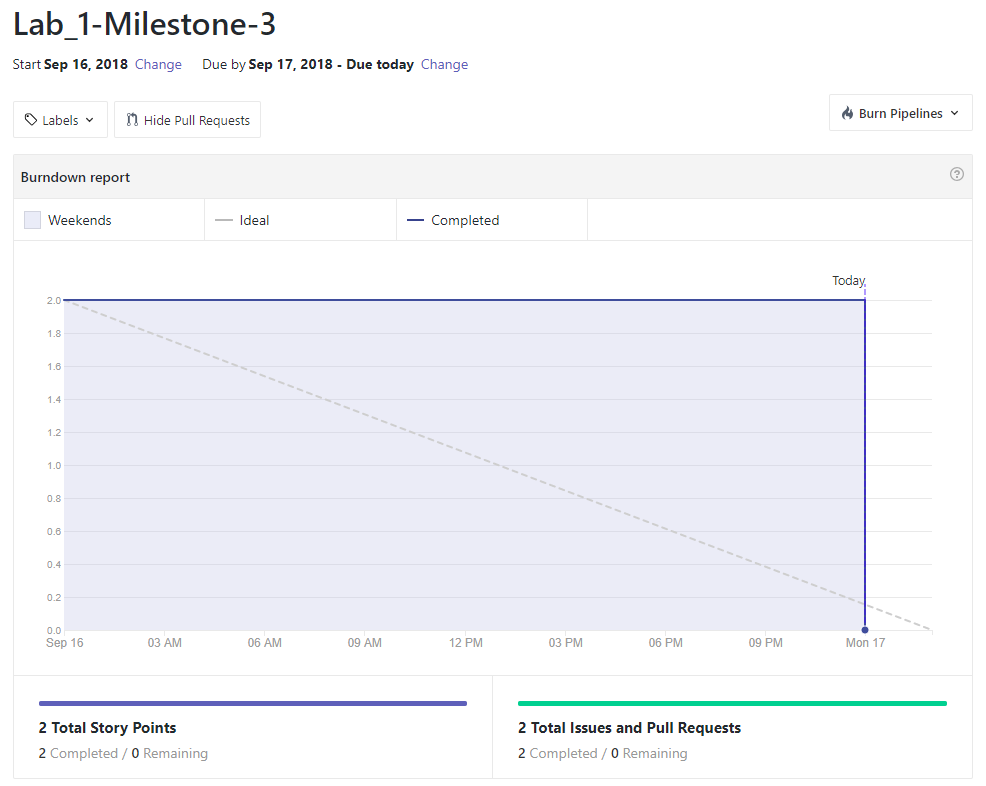 Lab_1-Milestone-3
Start Sep 16, 2018 Change Due by Sep 17, 2018 - Due today Change
Labels Hide Pull Requests Burn Pipelines
Burndown report
Weekends Ideal Completed
Today
2.0
1.8
1.6
1.4
1.2
1.0
0.8
0.6
0.4
0.2
0.0
Sep 16 03 AM 06 AM 09 AM 12 PM 03 PM 06 PM 09 PM Mon 17
2 Total Story Points
2 Completed / 0 Remaining
2 Total Issues and Pull Requests
2 Completed / 0 Remaining